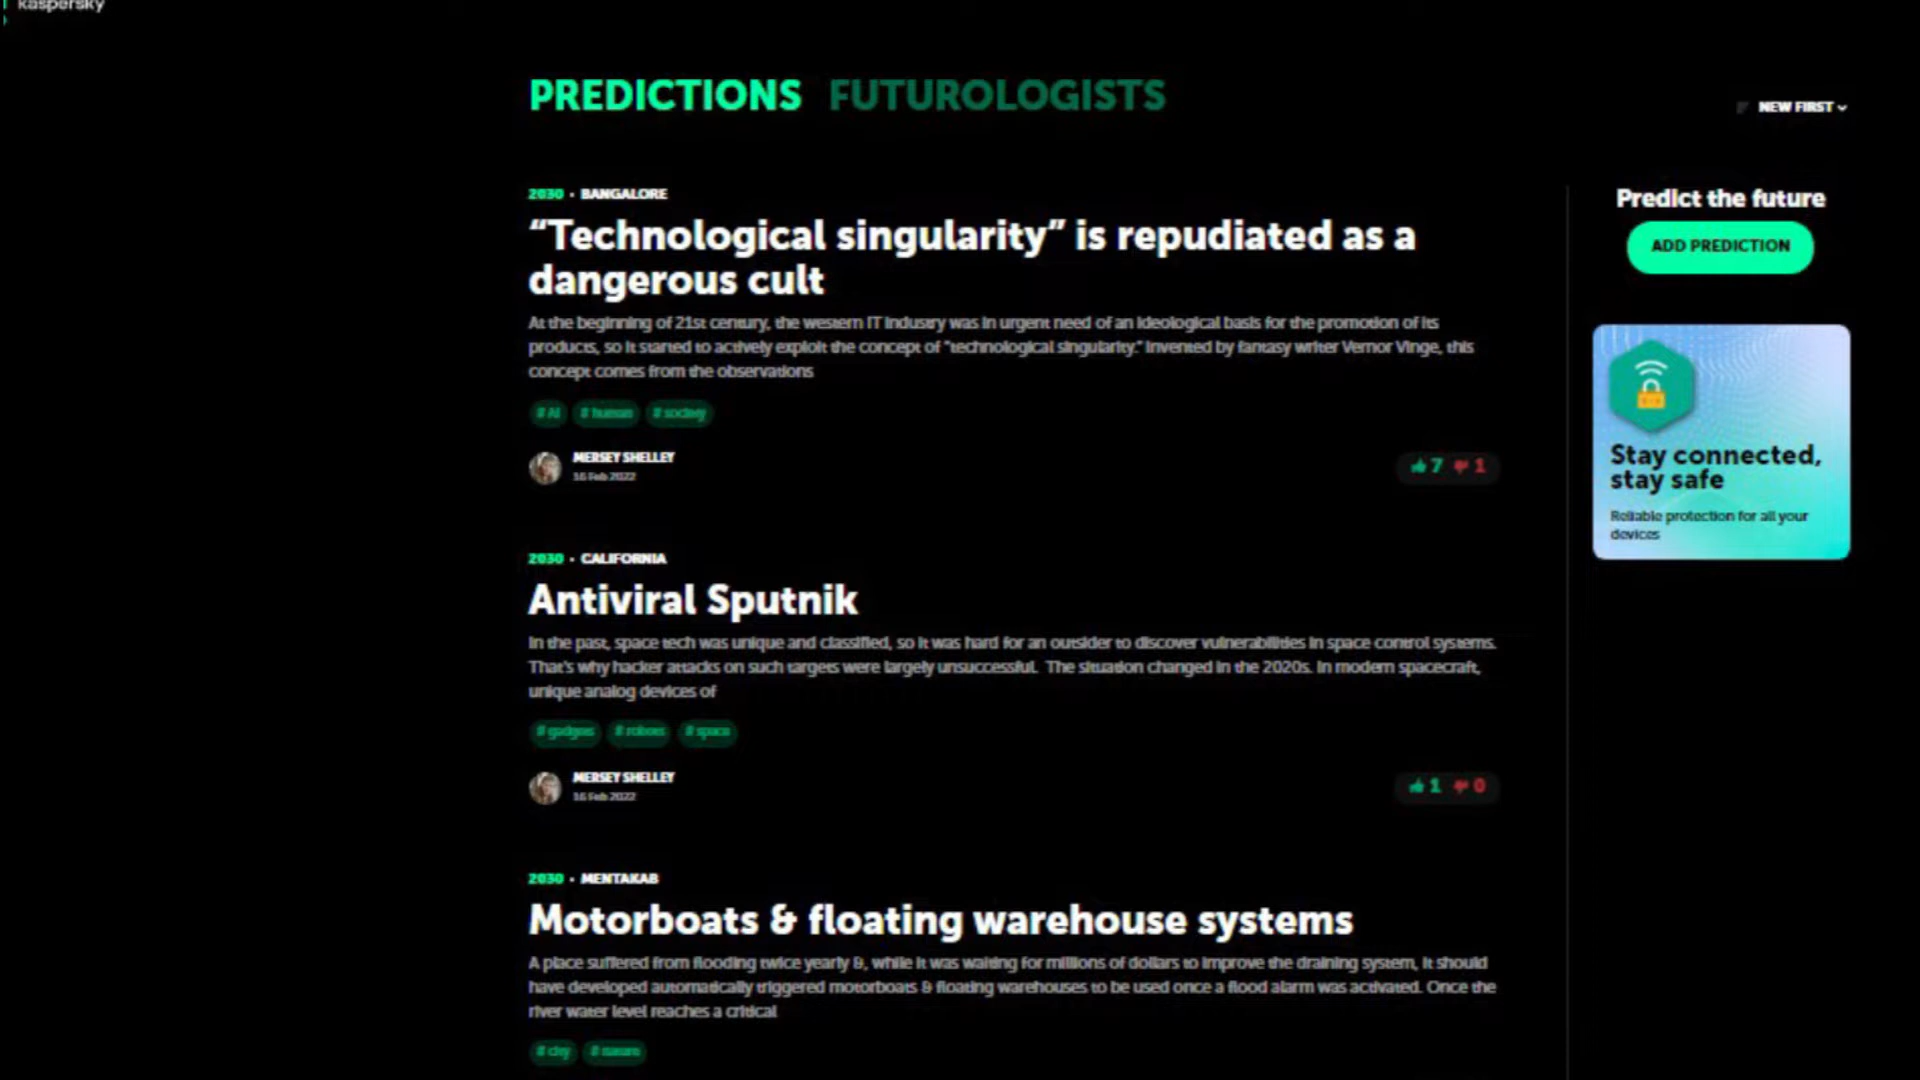 kaspersky
PREDICTIONS FUTUROLOGISTS
NEW FIRST
2030 • BANGALORE
“Technological singularity” is repudiated as a
dangerous cult
At the beginning of 21st century, the western IT industry was in urgent need of an ideological basis for the promotion of its
products, so it started to actively exploit the concept of “technological singularity.” Invented by fantasy writer Vernor Vinge, this
concept comes from the observations
# AI # human # society
MERSEY SHELLEY
16 Feb 2022
7 1
Predict the future
ADD PREDICTION
Stay connected,
stay safe
Reliable protection for all your
devices
2030 • CALIFORNIA
Antiviral Sputnik
In the past, space tech was unique and classified, so it was hard for an outsider to discover vulnerabilities in space control systems.
That's why hacker attacks on such targets were largely unsuccessful. The situation changed in the 2020s. In modern spacecraft,
unique analog devices of
# gadgets # robots # space
MERSEY SHELLEY
16 Feb 2022
1 0
2030 • MENTAKAB
Motorboats & floating warehouse systems
A place suffered from flooding twice yearly &, while it was waiting for millions of dollars to improve the draining system, it should
have developed automatically triggered motorboats & floating warehouses to be used once a flood alarm was activated. Once the
river water level reaches a critical
# city # nature